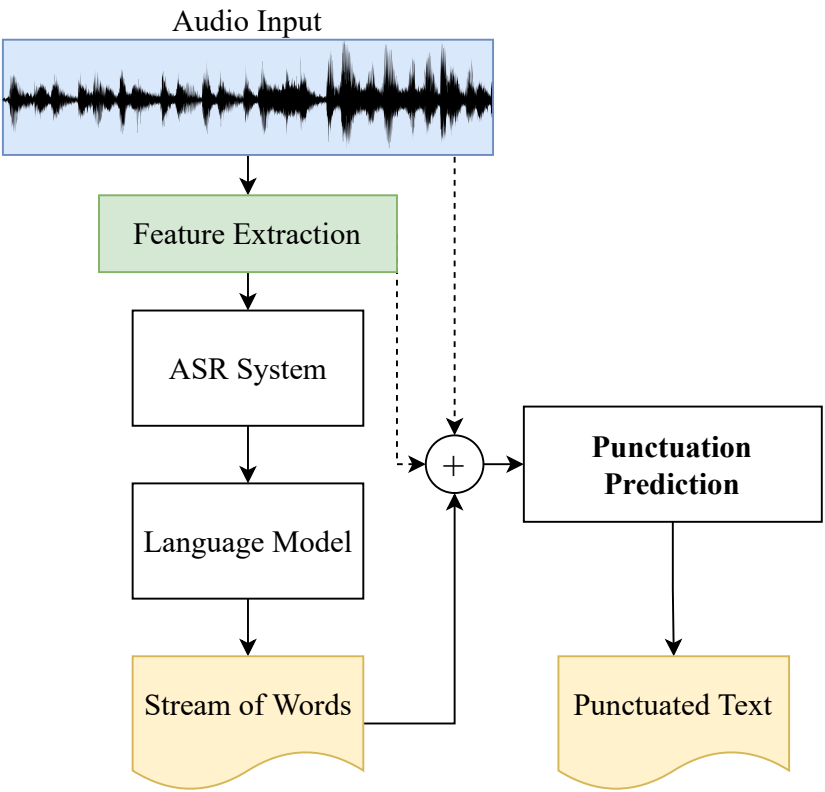 Audio Input
Feature Extraction
ASR System
Language Model
Stream of Words
+
Punctuation
Prediction
Punctuated Text